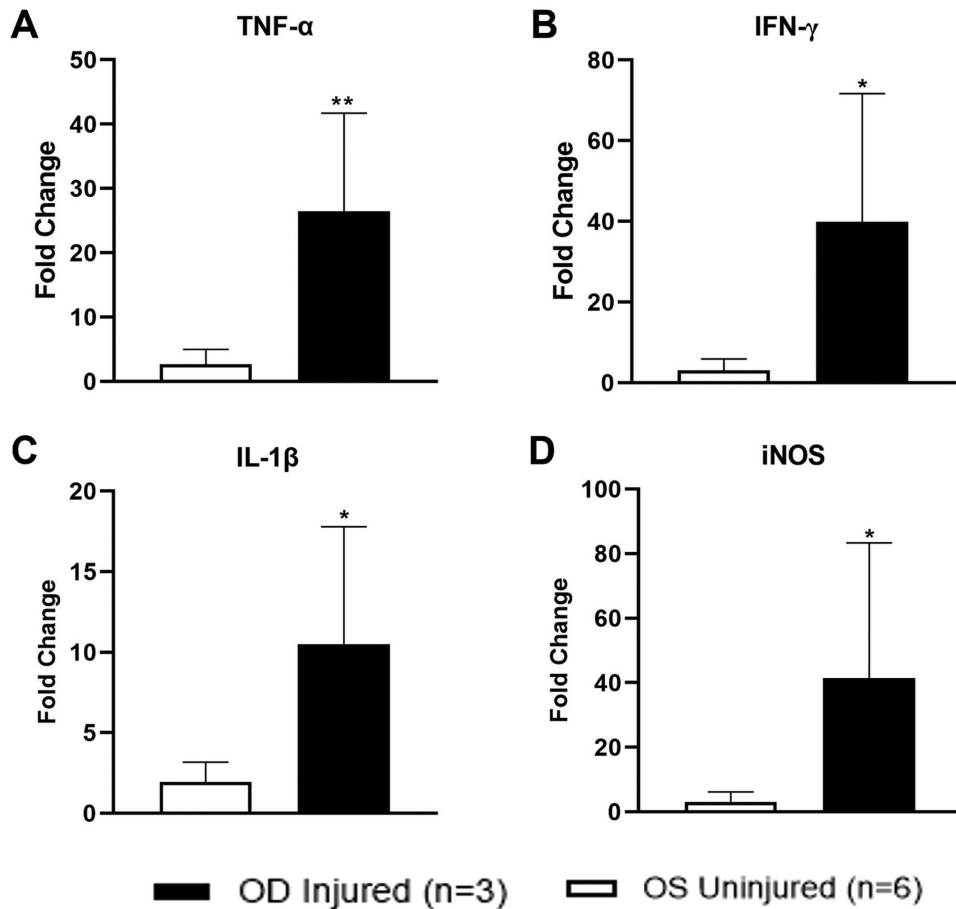 A
TNF-α
Fold Change
50
40
30
20
10
0
**
B
IFN-γ
Fold Change
80
60
40
20
0
*
C
IL-1β
Fold Change
20
15
10
5
0
*
D
iNOS
Fold Change
100
80
60
40
20
0
*
OD Injured (n=3)
OS Uninjured (n=6)